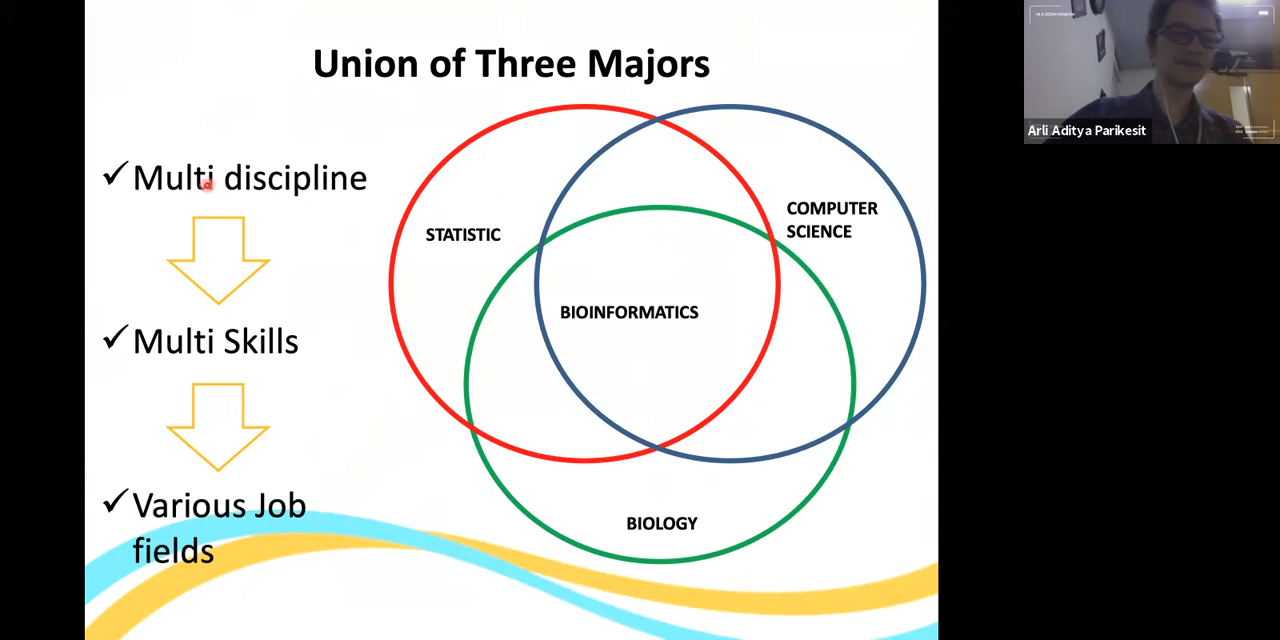 Union of Three Majors
✓ Multi discipline
✓ Multi Skills
✓ Various Job
fields
STATISTIC
COMPUTER
SCIENCE
BIOINFORMATICS
BIOLOGY
Arli Aditya Parikesit